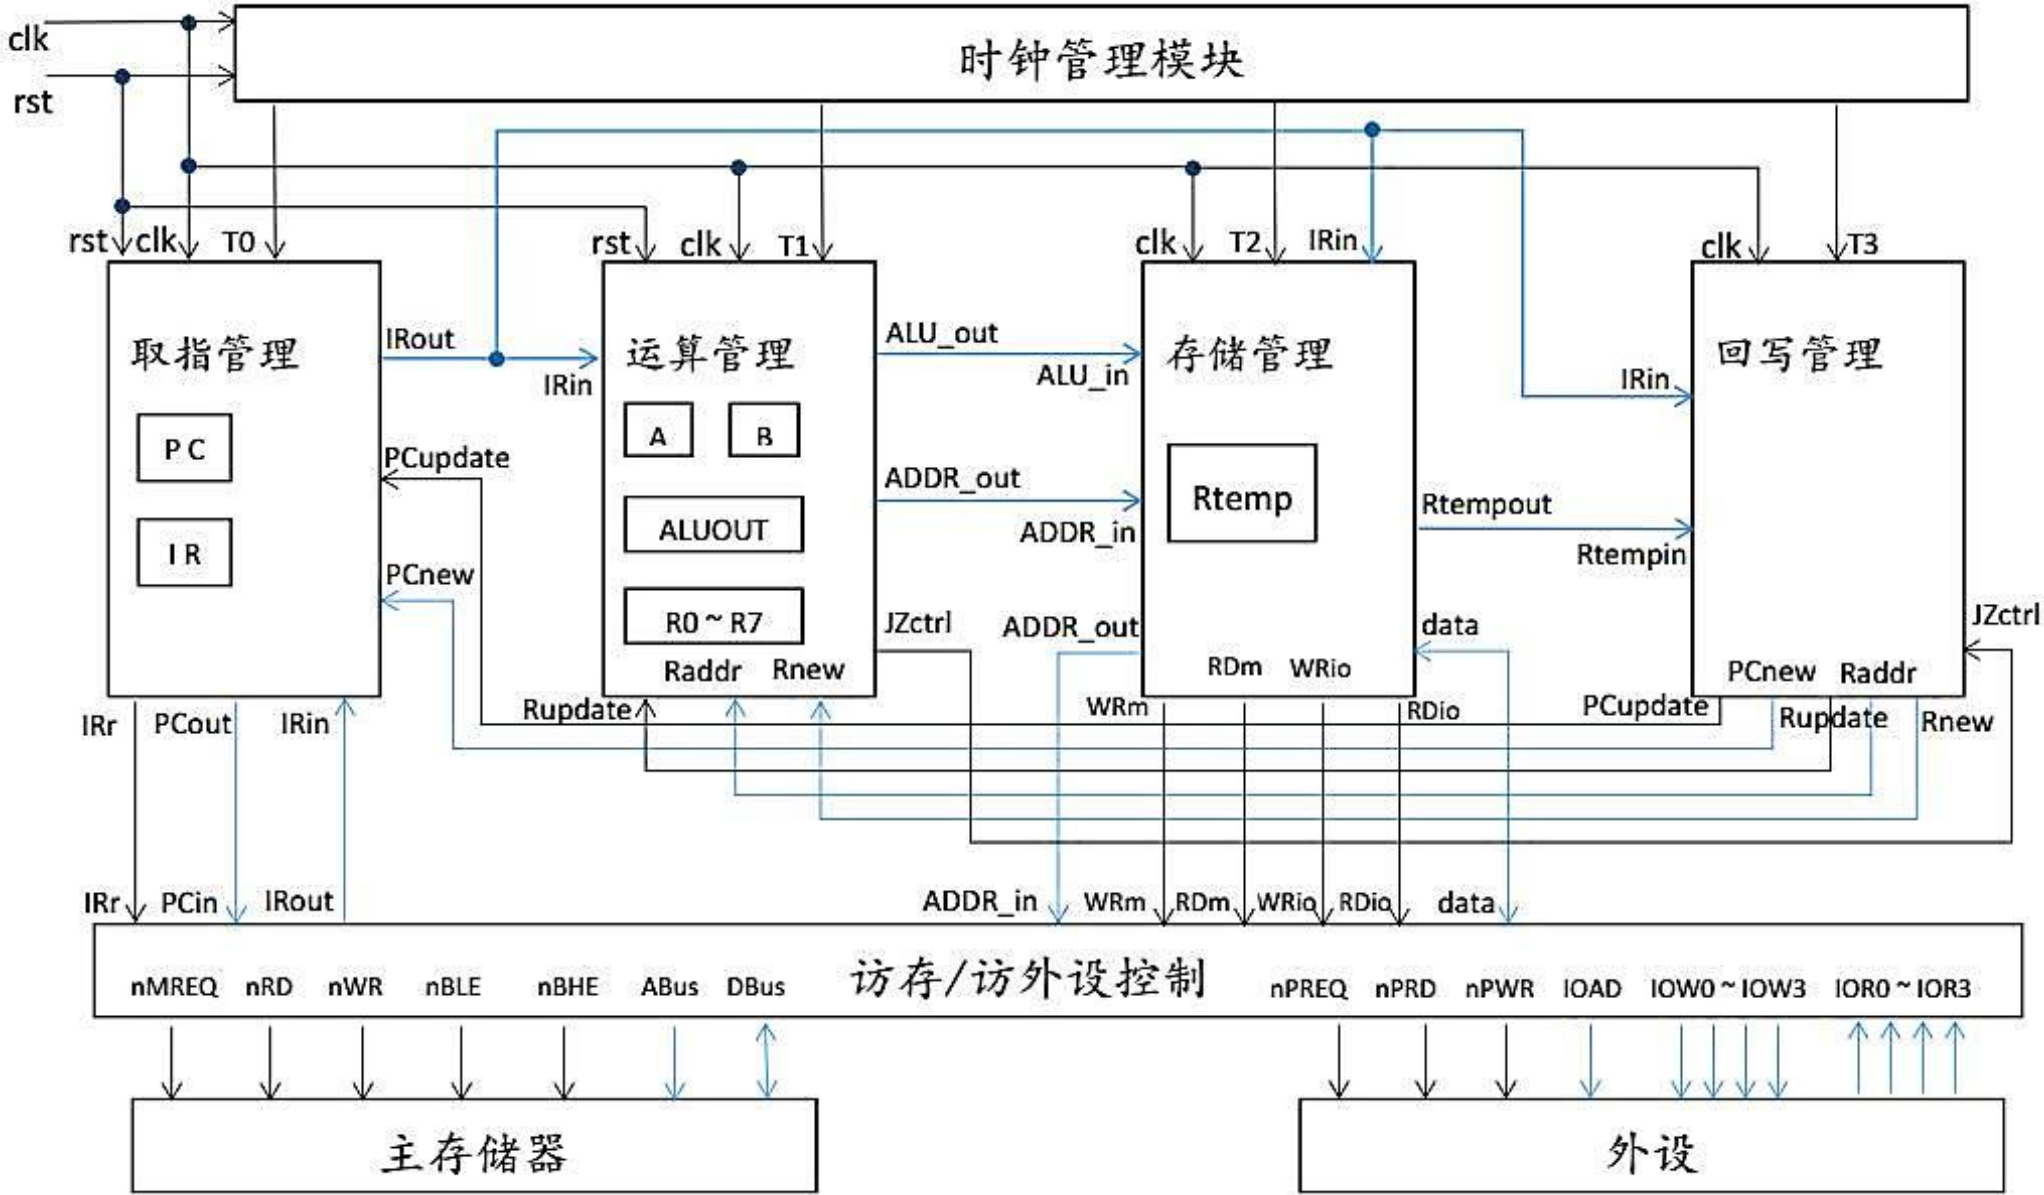 clk
时钟管理模块
rst
rst clk T0 rst clk T1 clk T2 IRin clk T3
IRout ALU_out
取指管理 运算管理 存储管理 回写管理
IRin ALU_in IRin
A B
PC PCupdate ADDR_out
Rtemp Rtempout
ALUOUT ADDR_in Rtempin
IR PCnew
R0 ~ R7 JZctrl ADDR_out data JZctrl
Raddr Rnew RDm WRio PCnew Raddr
IRr PCout IRin Rupdate WRm RDio PCupdate Rupdate Rnew
IRr PCin IRout ADDR_in WRm RDm WRio RDio data
访存/访外设控制
nMREQ nRD nWR nBLE nBHE ABus DBus nPREQ nPRD nPWR IOAD IOW0 ~ IOW3 IOR0 ~ IOR3
主存储器 外设